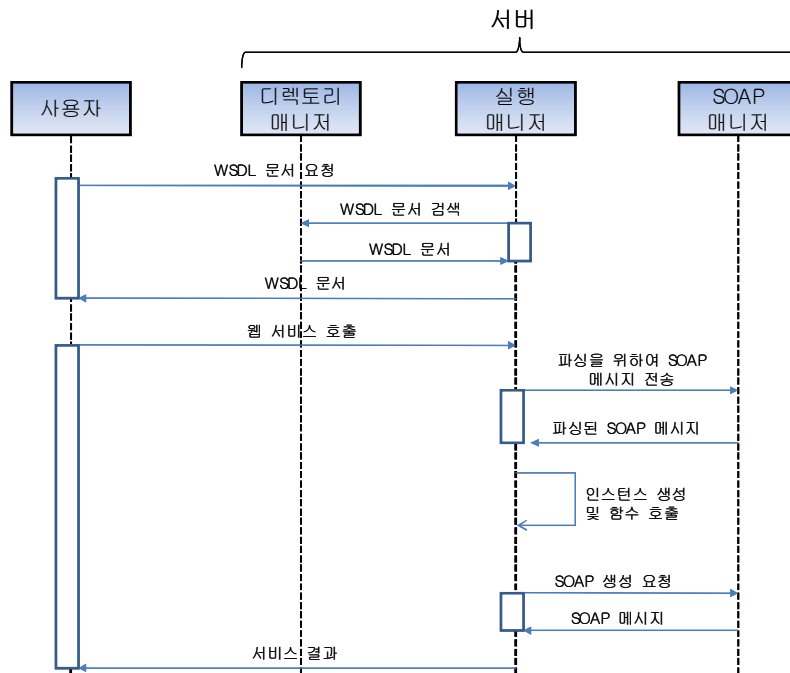 서버
사용자
디렉토리
매니저
실행
매니저
SOAP
매니저
WSDL 문서 요청
WSDL 문서 검색
WSDL 문서
WSDL 문서
웹 서비스 호출
파싱을 위하여 SOAP
메시지 전송
파싱된 SOAP 메시지
인스턴스 생성
및 함수 호출
SOAP 생성 요청
SOAP 메시지
서비스 결과